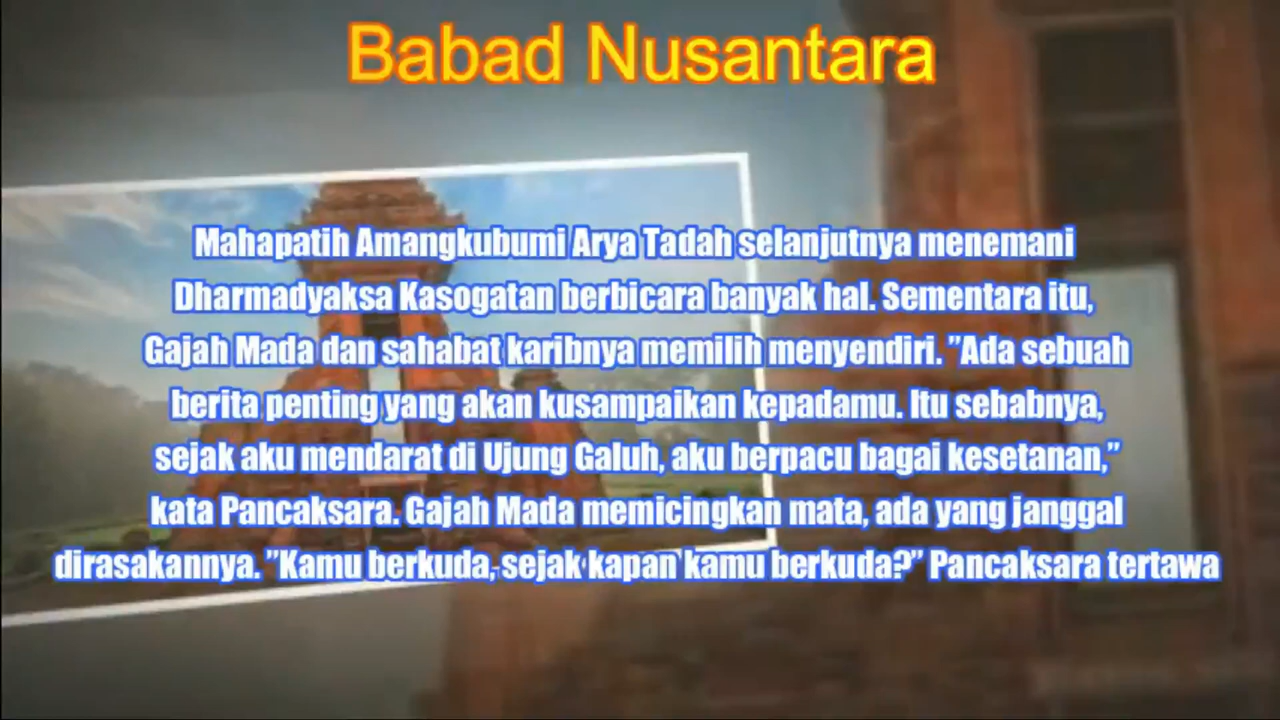 Babad Nusantara
Mahapatih Amangkubumi Arya Tadah selanjutnya menemani
Dharmadyaksa Kasogatan berbicara banyak hal. Sementara itu,
Gajah Mada dan sahabat karibnya memilih menyendiri. ”Ada sebuah
berita penting yang akan kusampaikan kepadamu. Itu sebabnya,
sejak aku mendarat di Ujung Galuh, aku berpacu bagai kesetanan,”
kata Pancaksara. Gajah Mada memicingkan mata, ada yang janggal
dirasakannya. ”Kamu berkuda, sejak kapan kamu berkuda?” Pancaksara tertawa